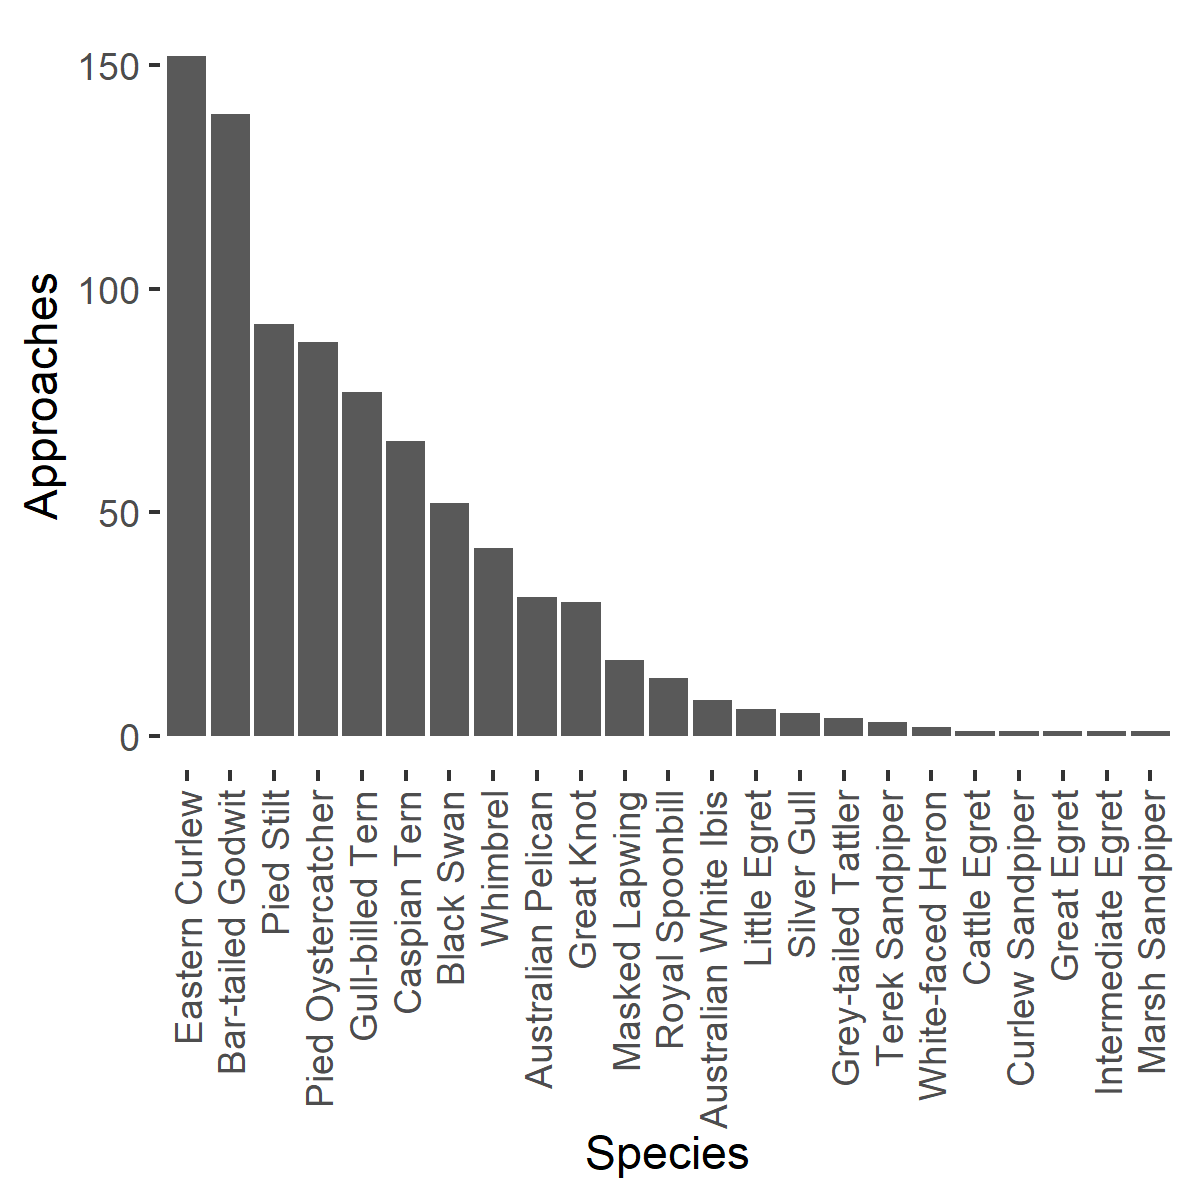 Approaches
150
100
50
0
Eastern Curlew
Bar-tailed Godwit
Pied Stilt
Pied Oystercatcher
Gull-billed Tern
Caspian Tern
Black Swan
Whimbrel
Australian Pelican
Great Knot
Masked Lapwing
Royal Spoonbill
Australian White Ibis
Little Egret
Silver Gull
Grey-tailed Tattler
Terek Sandpiper
White-faced Heron
Cattle Egret
Curlew Sandpiper
Great Egret
Intermediate Egret
Marsh Sandpiper
Species